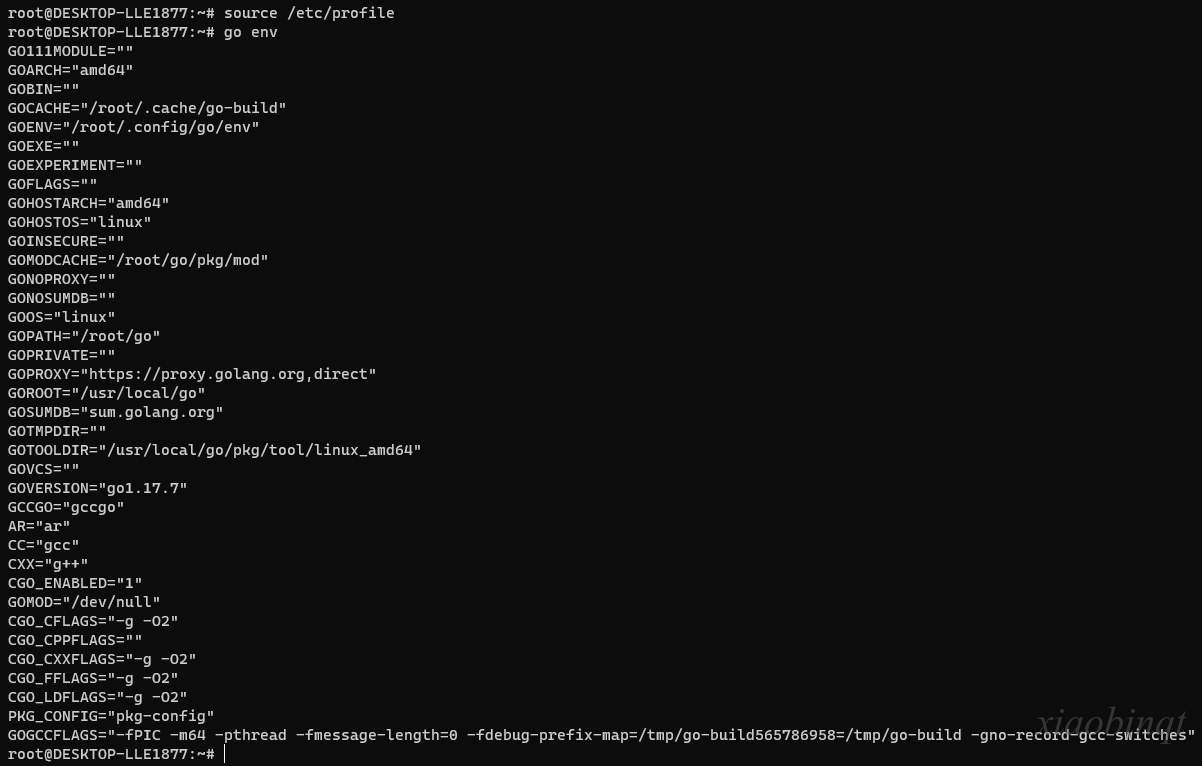 root@DESKTOP-LLE1877:~# source /etc/profile
root@DESKTOP-LLE1877:~# go env
GO111MODULE=""
GOARCH="amd64"
GOBIN=""
GOCACHE="/root/.cache/go-build"
GOENV="/root/.config/go/env"
GOEXE=""
GOEXPERIMENT=""
GOFLAGS=""
GOHOSTARCH="amd64"
GOHOSTOS="linux"
GOINSECURE=""
GOMODCACHE="/root/go/pkg/mod"
GONOPROXY=""
GONOSUMDB=""
GOOS="linux"
GOPATH="/root/go"
GOPRIVATE=""
GOPROXY="https://proxy.golang.org,direct"
GOROOT="/usr/local/go"
GOSUMDB="sum.golang.org"
GOTMPDIR=""
GOTOOLDIR="/usr/local/go/pkg/tool/linux_amd64"
GOVCS=""
GOVERSION="go1.17.7"
GCCGO="gccgo"
AR="ar"
CC="gcc"
CXX="g++"
CGO_ENABLED="1"
GOMOD="/dev/null"
CGO_CFLAGS="-g -O2"
CGO_CPPFLAGS=""
CGO_CXXFLAGS="-g -O2"
CGO_FFLAGS="-g -O2"
CGO_LDFLAGS="-g -O2"
PKG_CONFIG="pkg-config"
GOGCCFLAGS="-fPIC -m64 -pthread -fmessage-length=0 -fdebug-prefix-map=/tmp/go-build565786958=/tmp/go-build -gno-record-gcc-switches"
root@DESKTOP-LLE1877:~#
xiaobinqt